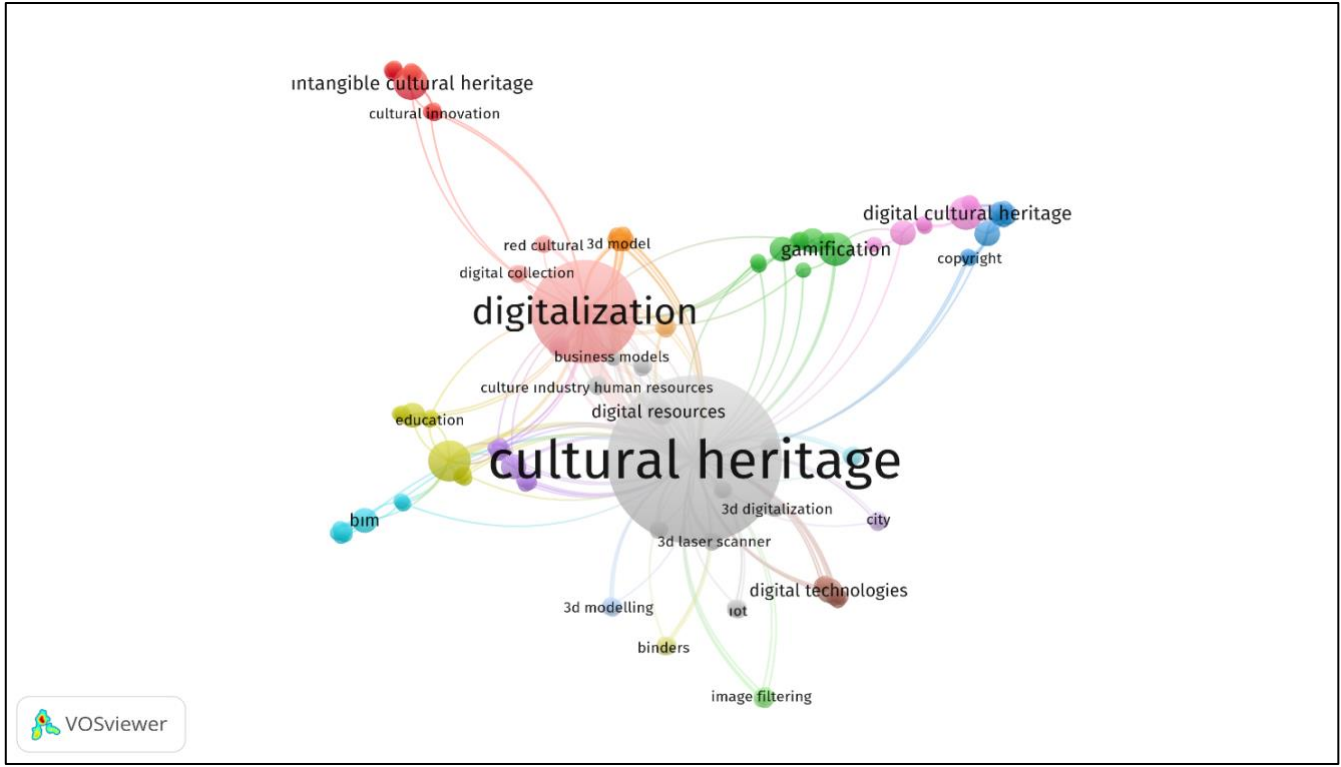 ıntangible cultural heritage
cultural innovation
digital cultural heritage
red cultural
3d model
gamification
copyright
digital collection
digitalization
business models
culture ındustry human resources
digital resources
education
cultural heritage
3d digitalization
bım
city
3d laser scanner
digital technologies
3d modelling
ıot
binders
image filtering
VOSviewer